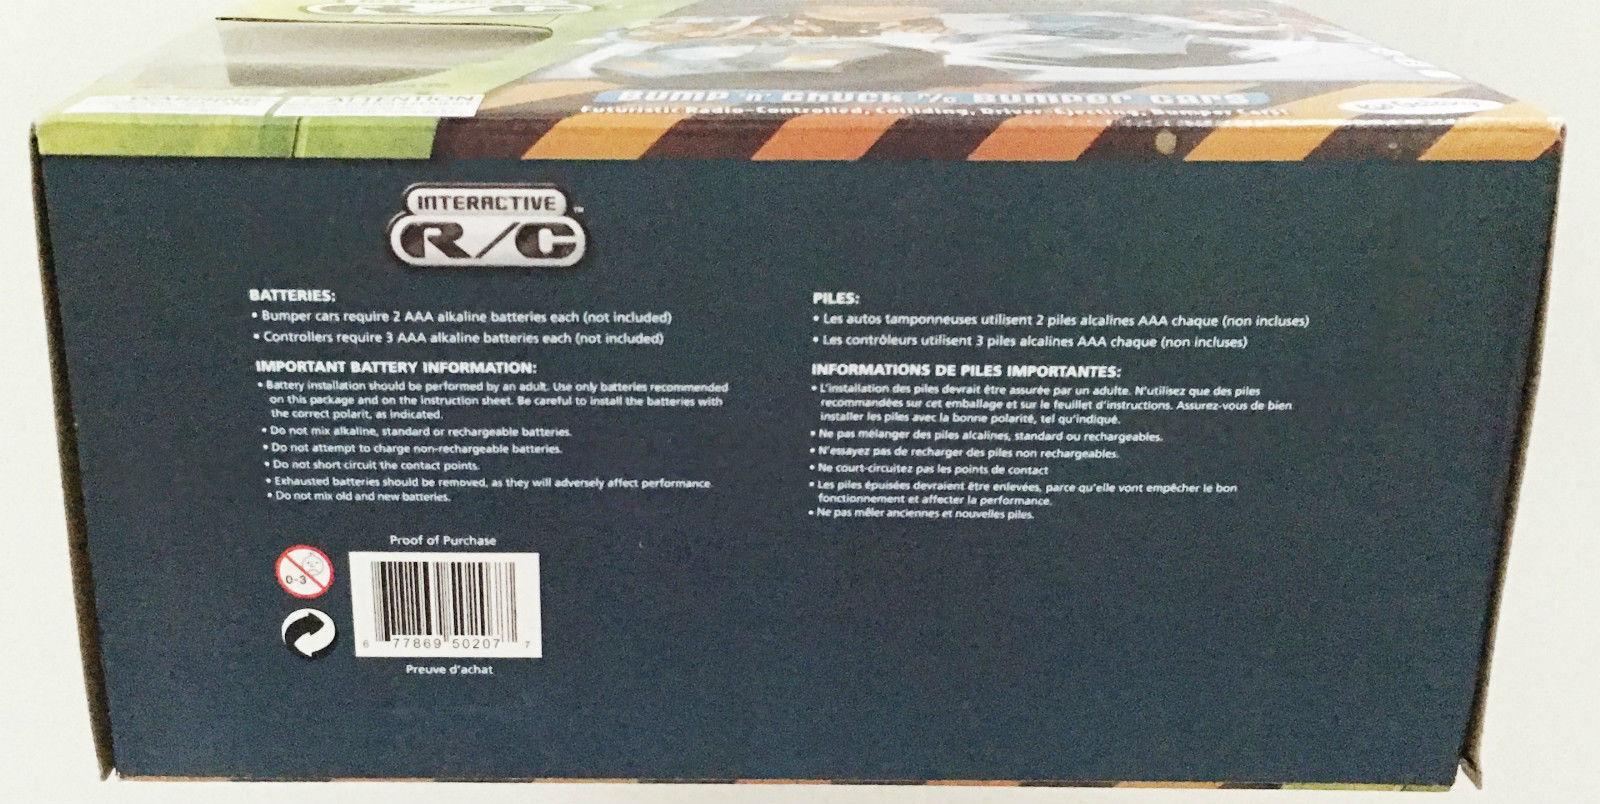 WARNING
ATTENTION
BUMP 'n' CHUCK R/C BUMPER CARS
Futuristic Radio-Controlled, Colliding, Driver-Ejecting, Bumper Cars!
INTERACTIVE ™
R/C
BATTERIES:
• Bumper cars require 2 AAA alkaline batteries each (not included)
• Controllers require 3 AAA alkaline batteries each (not included)
IMPORTANT BATTERY INFORMATION:
• Battery installation should be performed by an adult. Use only batteries recommended
on this package and on the instruction sheet. Be careful to install the batteries with
the correct polarit, as indicated.
• Do not mix alkaline, standard or rechargeable batteries.
• Do not attempt to charge non-rechargeable batteries.
• Do not short circuit the contact points.
• Exhausted batteries should be removed, as they will adversely affect performance.
• Do not mix old and new batteries.
Proof of Purchase
0-3
6 77869 50207 7
Preuve d'achat
PILES:
• Les autos tamponneuses utilisent 2 piles alcalines AAA chaque (non incluses)
• Les contrôleurs utilisent 3 piles alcalines AAA chaque (non incluses)
INFORMATIONS DE PILES IMPORTANTES:
• L'installation des piles devrait être assurée par un adulte. N'utilisez que des piles
recommandées sur cet emballage et sur le feuillet d'instructions. Assurez-vous de bien
installer les piles avec la bonne polarité, tel qu'indiqué.
• Ne pas mélanger des piles alcalines, standard ou rechargeables.
• N'essayez pas de recharger des piles non rechargeables.
• Ne court-circuitez pas les points de contact
• Les piles épuisées devraient être enlevées, parce qu'elle vont empêcher le bon
fonctionnement et affecter la performance.
• Ne pas mêler anciennes et nouvelles piles.